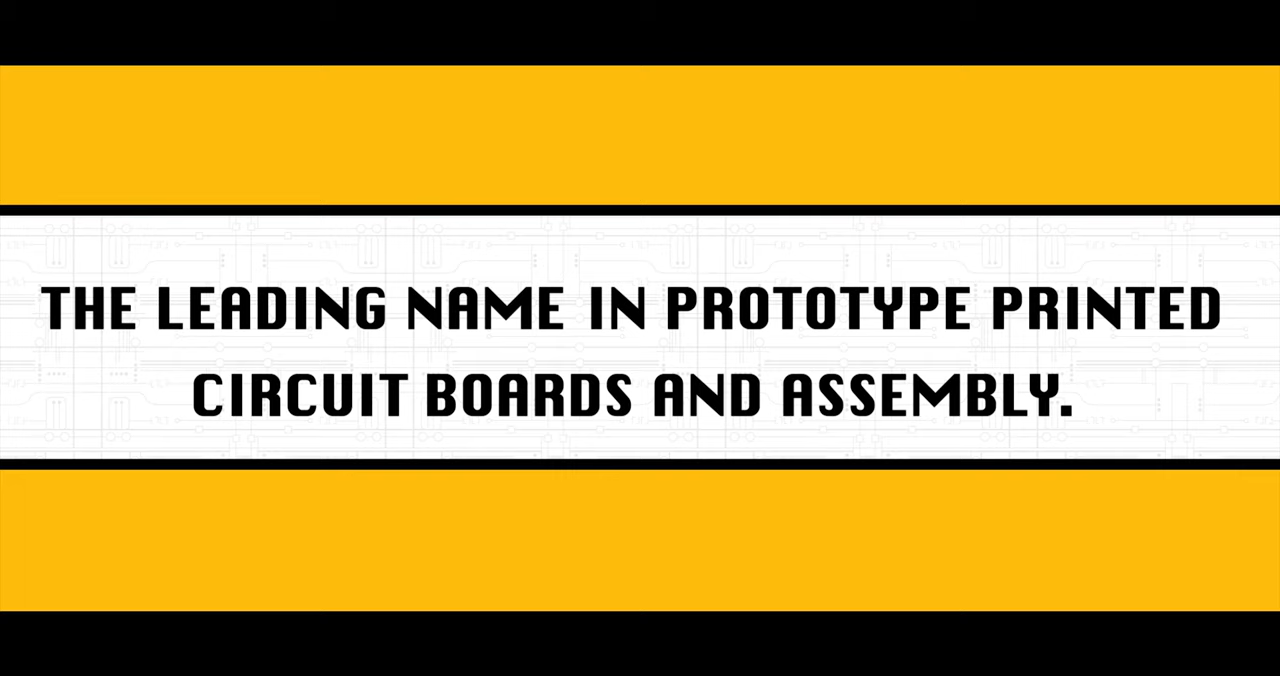 THE LEADING NAME IN PROTOTYPE PRINTED
CIRCUIT BOARDS AND ASSEMBLY.